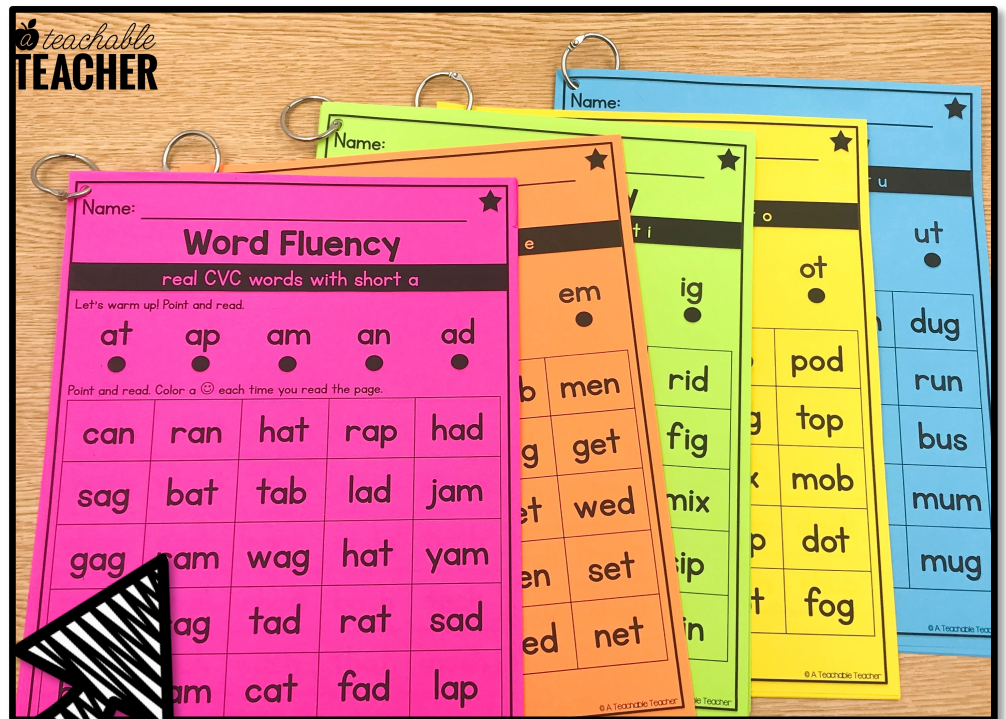 a teachable
TEACHER
Name:
Word Fluency
real CVC words with short a
Let's warm up! Point and read.
at ap am an ad
Point and read. Color a ☺ each time you read the page.
can ran hat rap had
sag bat tab lad jam
gag ram wag hat yam
tad rat sad
cat fad lap
e
em
men
get
wed
set
net
© A Teachable Teacher
Name:
i
ig
rid
fig
mix
in
o
ot
pod
top
mob
dot
fog
© A Teachable Teacher
Name:
u
ut
dug
run
bus
mum
mug
© A Teachable